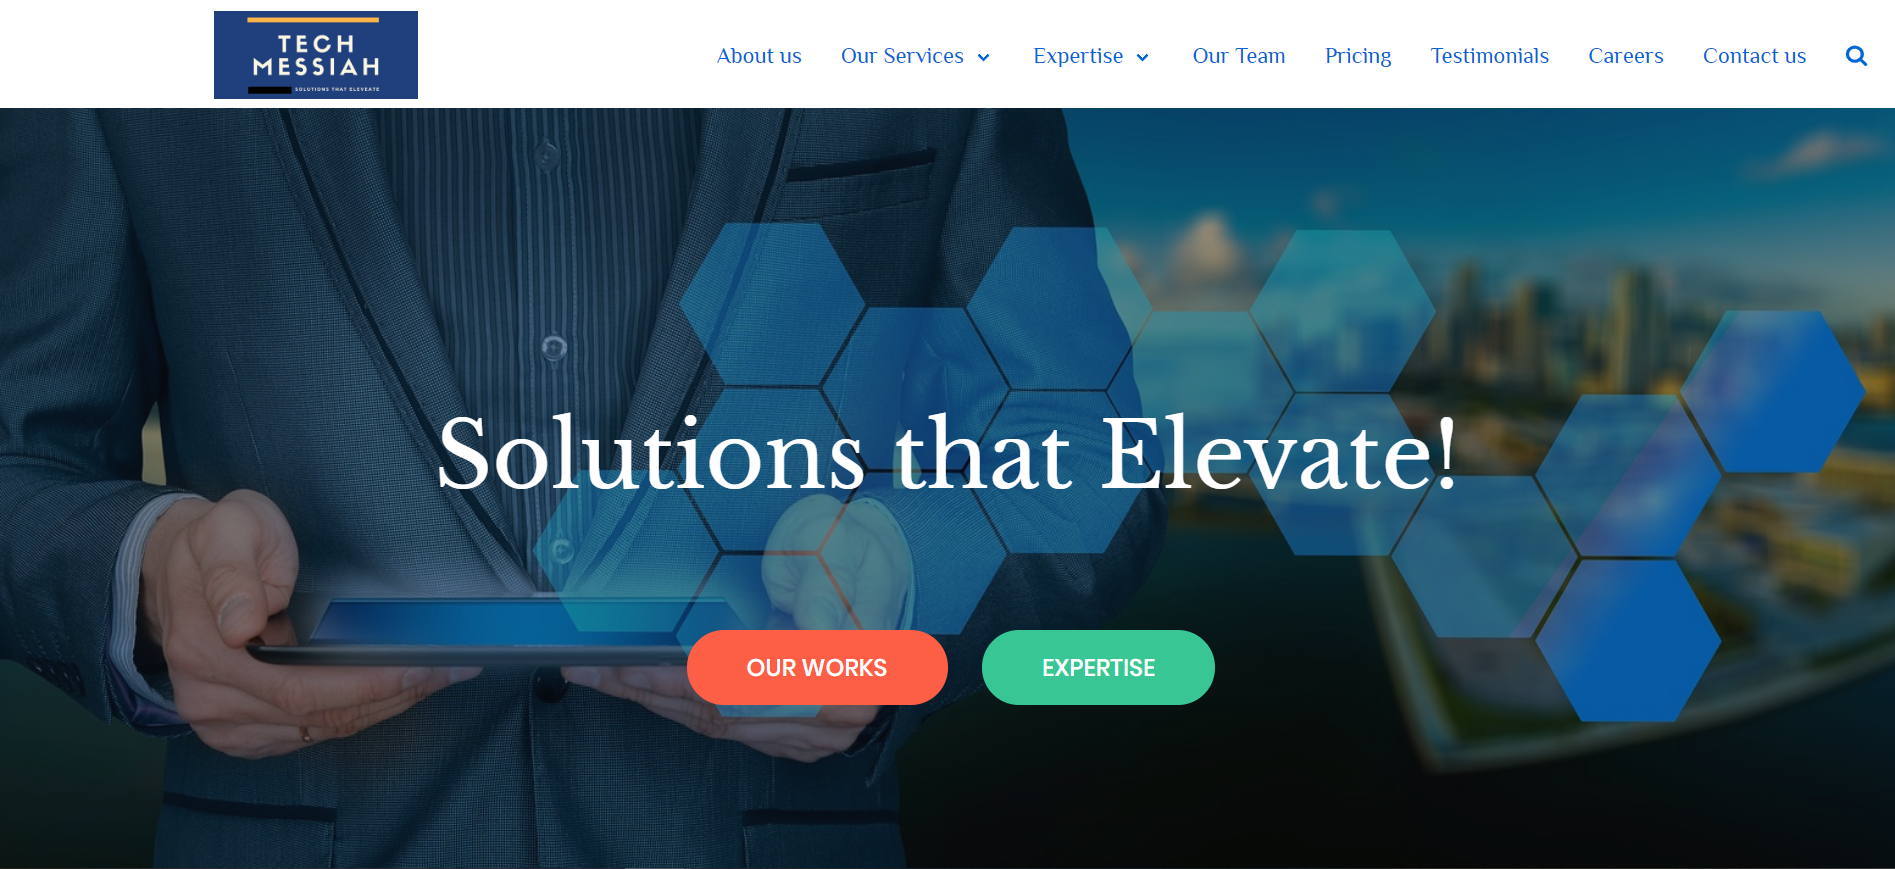 TECH
MESSIAH
SOLUTIONS THAT ELEVEATE
About us
Our Services
Expertise
Our Team
Pricing
Testimonials
Careers
Contact us
Solutions that Elevate!
OUR WORKS
EXPERTISE